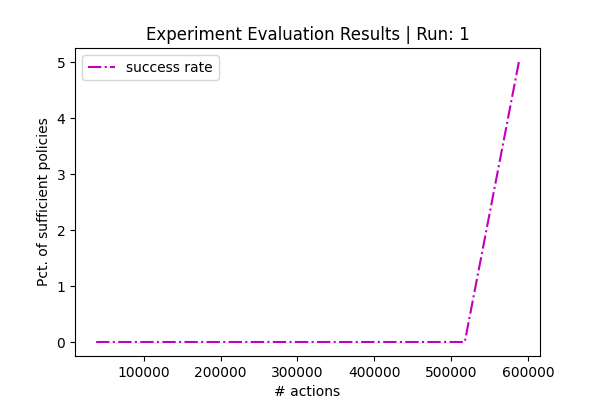 Experiment Evaluation Results | Run: 1
success rate
Pct. of sufficient policies
5
4
3
2
1
0
100000 200000 300000 400000 500000 600000
# actions